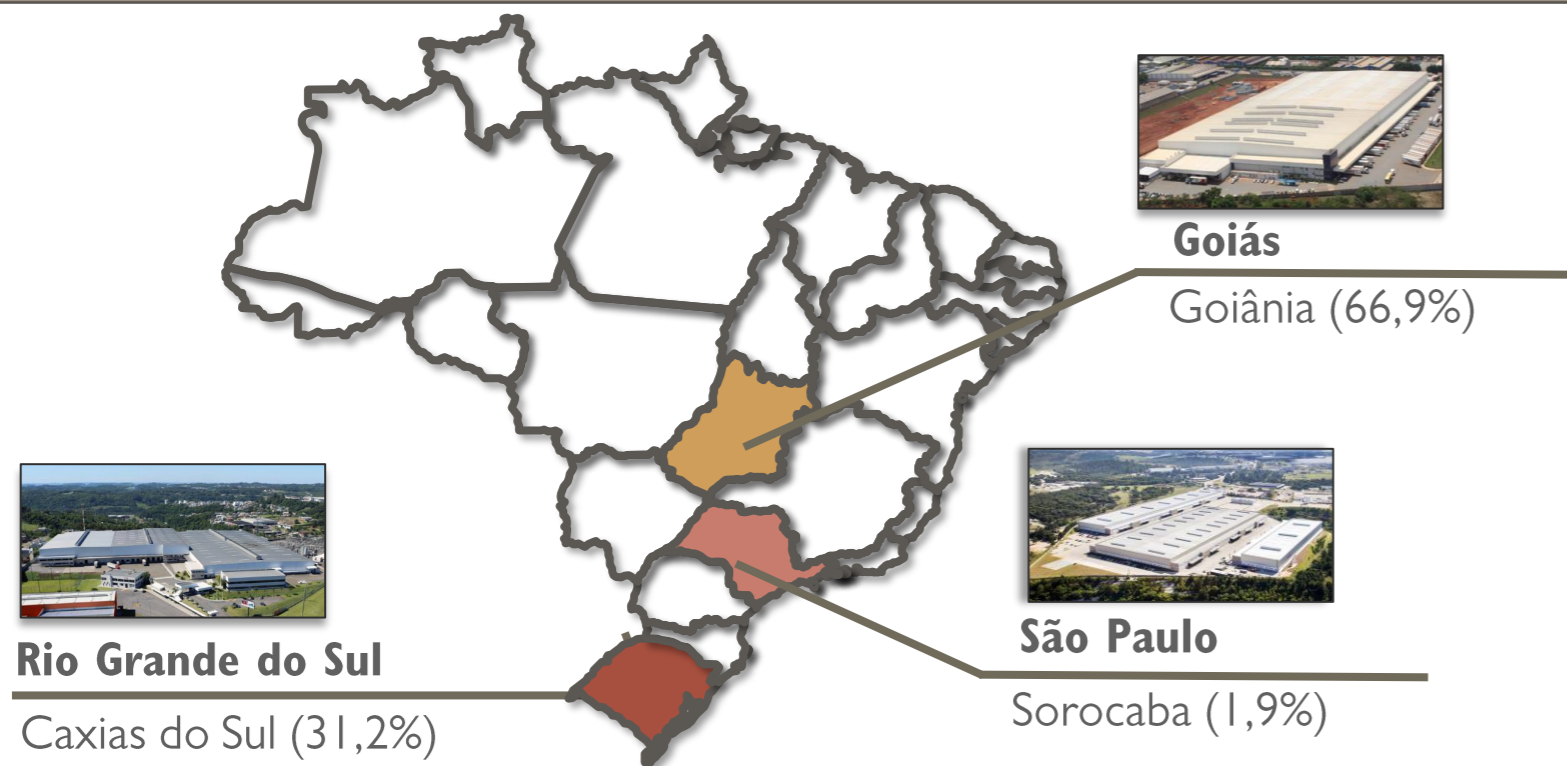 Goiás
Goiânia (66,9%)
São Paulo
Sorocaba (1,9%)
Rio Grande do Sul
Caxias do Sul (31,2%)